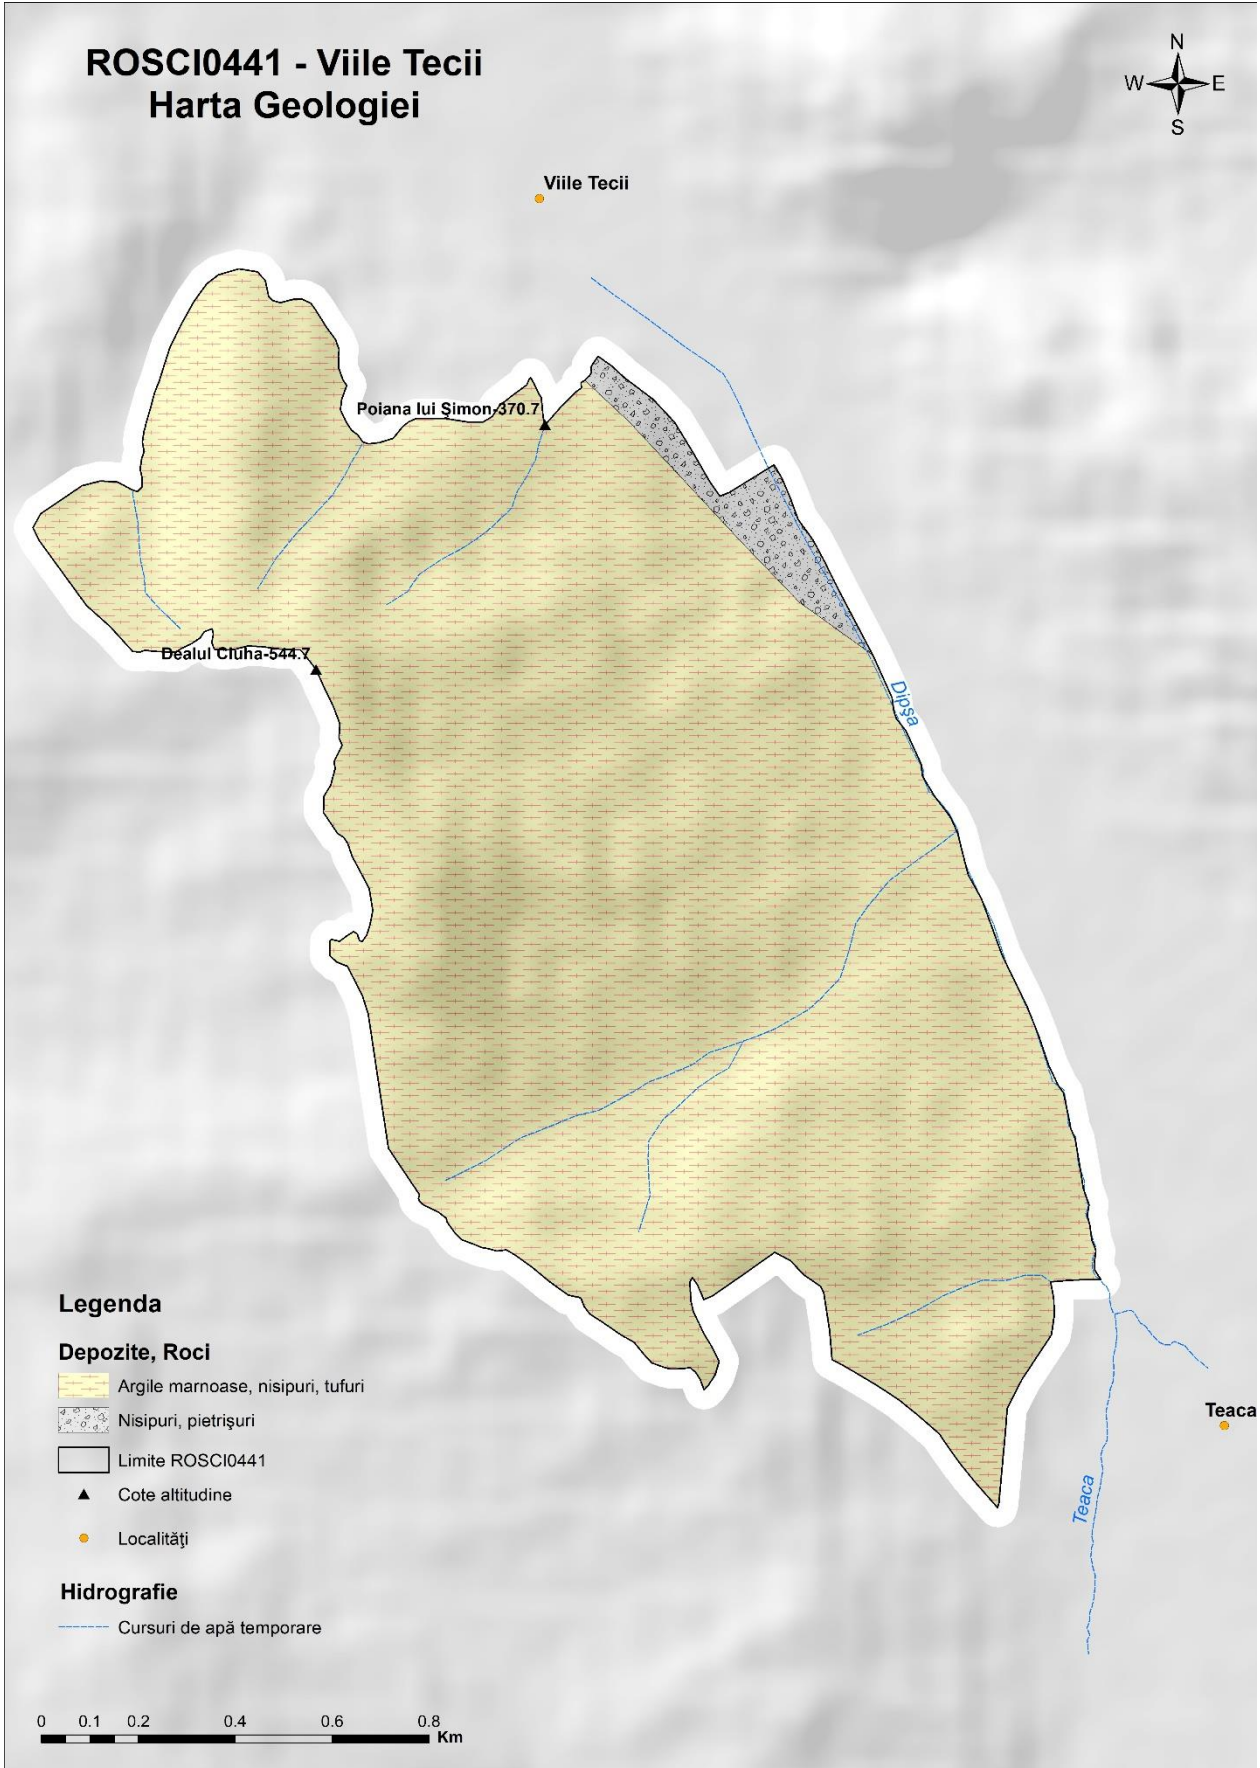 ROSCI0441 - Viile Tecii
Harta Geologiei
N
W E
S
Viile Tecii
Poiana lui Şimon-370.7
Dealul Ciuha-544.7
Dipşa
Teaca
Teaca
Legenda
Depozite, Roci
Argile marnoase, nisipuri, tufuri
Nisipuri, pietrişuri
Limite ROSCI0441
Cote altitudine
Localităţi
Hidrografie
Cursuri de apă temporare
0 0.1 0.2 0.4 0.6 0.8
Km